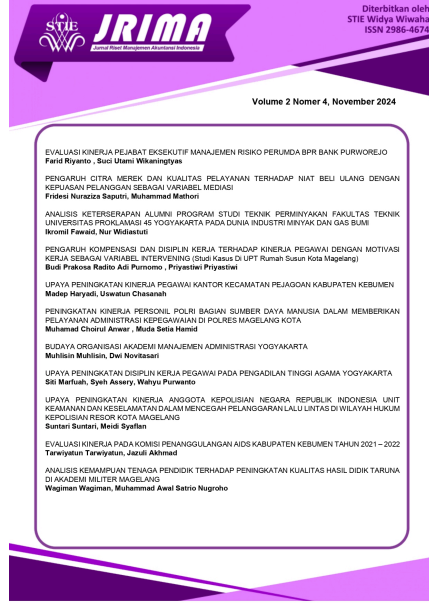 Diterbitkan oleh
STIE Widya Wiwaha
ISSN 2986-4674
STIE
JRIMA
Jurnal Riset Manajemen Akuntansi Indonesia
Volume 2 Nomer 4, November 2024
EVALUASI KINERJA PEJABAT EKSEKUTIF MANAJEMEN RISIKO PERUMDA BPR BANK PURWOREJO
Farid Riyanto , Suci Utami Wikaningtyas
PENGARUH CITRA MEREK DAN KUALITAS PELAYANAN TERHADAP NIAT BELI ULANG DENGAN
KEPUASAN PELANGGAN SEBAGAI VARIABEL MEDIASI
Fridesi Nuraziza Saputri, Muhammad Mathori
ANALISIS KETERSERAPAN ALUMNI PROGRAM STUDI TEKNIK PERMINYAKAN FAKULTAS TEKNIK
UNIVERSITAS PROKLAMASI 45 YOGYAKARTA PADA DUNIA INDUSTRI MINYAK DAN GAS BUMI
Ikromil Fawaid, Nur Widiastuti
PENGARUH KOMPENSASI DAN DISIPLIN KERJA TERHADAP KINERJA PEGAWAI DENGAN MOTIVASI
KERJA SEBAGAI VARIABEL INTERVENING (Studi Kasus Di UPT Rumah Susun Kota Magelang)
Budi Prakosa Radito Adi Purnomo , Priyastiwi Priyastiwi
UPAYA PENINGKATAN KINERJA PEGAWAI KANTOR KECAMATAN PEJAGOAN KABUPATEN KEBUMEN
Madep Haryadi, Uswatun Chasanah
PENINGKATAN KINERJA PERSONIL POLRI BAGIAN SUMBER DAYA MANUSIA DALAM MEMBERIKAN
PELAYANAN ADMINISTRASI KEPEGAWAIAN DI POLRES MAGELANG KOTA
Muhamad Choirul Anwar , Muda Setia Hamid
BUDAYA ORGANISASI AKADEMI MANAJEMEN ADMINISTRASI YOGYAKARTA
Muhlisin Muhlisin, Dwi Novitasari
UPAYA PENINGKATAN DISIPLIN KERJA PEGAWAI PADA PENGADILAN TINGGI AGAMA YOGYAKARTA
Siti Marfuah, Syeh Assery, Wahyu Purwanto
UPAYA PENINGKATAN KINERJA ANGGOTA KEPOLISIAN NEGARA REPUBLIK INDONESIA UNIT
KEAMANAN DAN KESELAMATAN DALAM MENCEGAH PELANGGARAN LALU LINTAS DI WILAYAH HUKUM
KEPOLISIAN RESOR KOTA MAGELANG
Suntari Suntari, Meidi Syaflan
EVALUASI KINERJA PADA KOMISI PENANGGULANGAN AIDS KABUPATEN KEBUMEN TAHUN 2021 – 2022
Tarwiyatun Tarwiyatun, Jazuli Akhmad
ANALISIS KEMAMPUAN TENAGA PENDIDIK TERHADAP PENINGKATAN KUALITAS HASIL DIDIK TARUNA
DI AKADEMI MILITER MAGELANG
Wagiman Wagiman, Muhammad Awal Satrio Nugroho